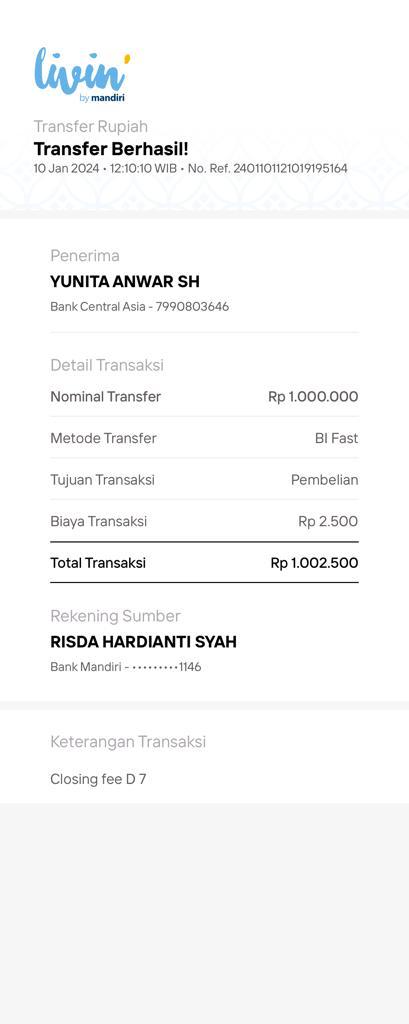 livin'
by mandiri
Transfer Rupiah
Transfer Berhasil!
10 Jan 2024 • 12:10:10 WIB • No. Ref. 2401101121019195164
Penerima
YUNITA ANWAR SH
Bank Central Asia - 7990803646
Detail Transaksi
Nominal Transfer Rp 1.000.000
Metode Transfer BI Fast
Tujuan Transaksi Pembelian
Biaya Transaksi Rp 2.500
Total Transaksi Rp 1.002.500
Rekening Sumber
RISDA HARDIANTI SYAH
Bank Mandiri - •••••••••1146
Keterangan Transaksi
Closing fee D 7